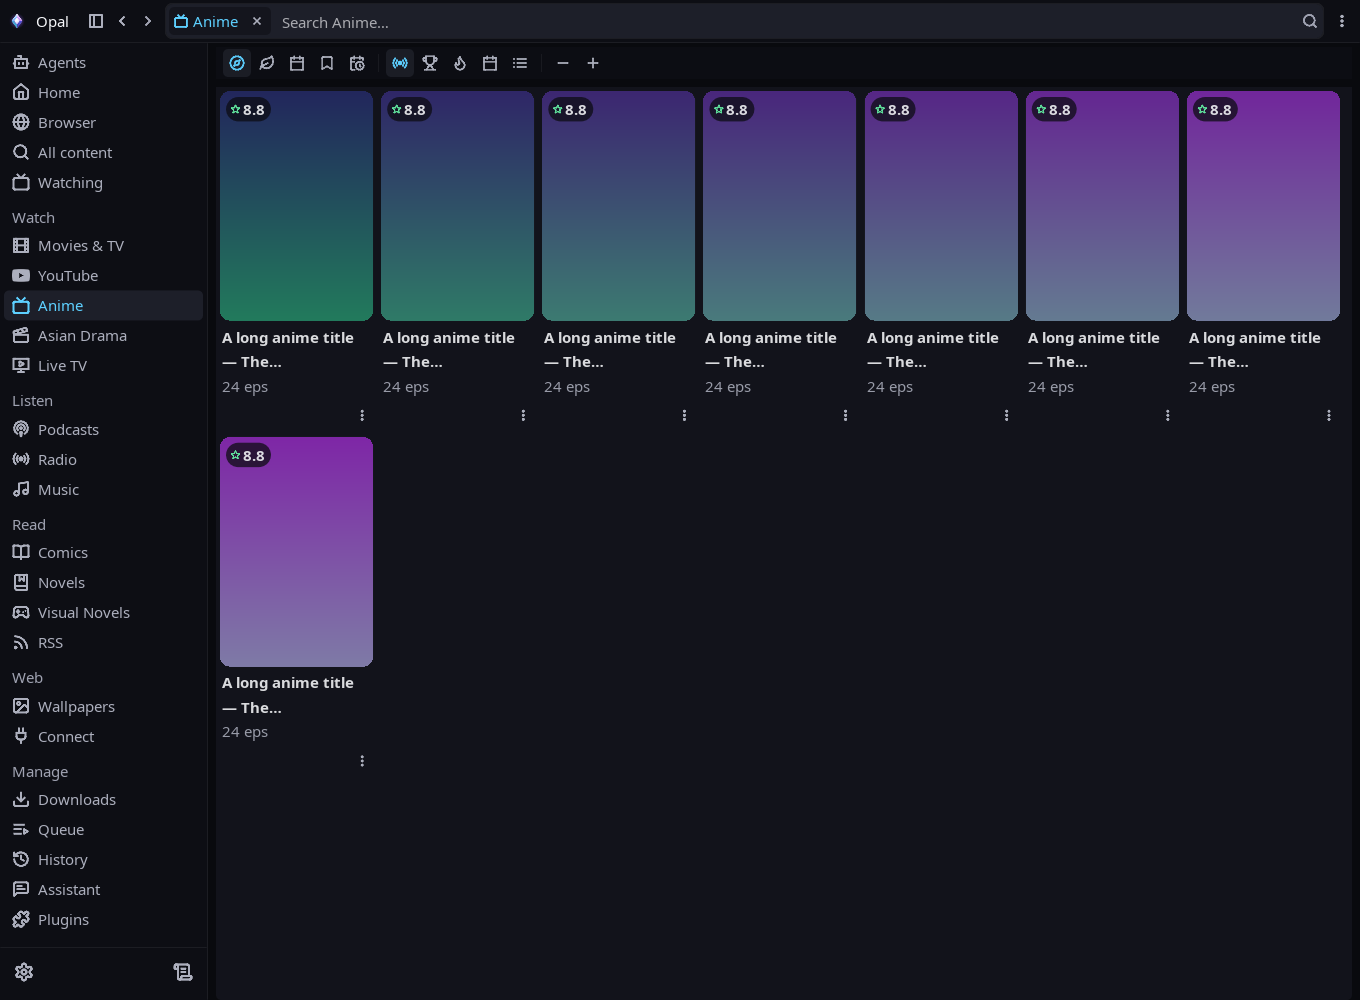 Opal
Anime
Search Anime...
Agents
Home
Browser
All content
Watching
Watch
Movies & TV
YouTube
Anime
Asian Drama
Live TV
Listen
Podcasts
Radio
Music
Read
Comics
Novels
Visual Novels
RSS
Web
Wallpapers
Connect
Manage
Downloads
Queue
History
Assistant
Plugins
8.8
8.8
8.8
8.8
8.8
8.8
8.8
A long anime title
— The...
24 eps
A long anime title
— The...
24 eps
A long anime title
— The...
24 eps
A long anime title
— The...
24 eps
A long anime title
— The...
24 eps
A long anime title
— The...
24 eps
A long anime title
— The...
24 eps
8.8
A long anime title
— The...
24 eps